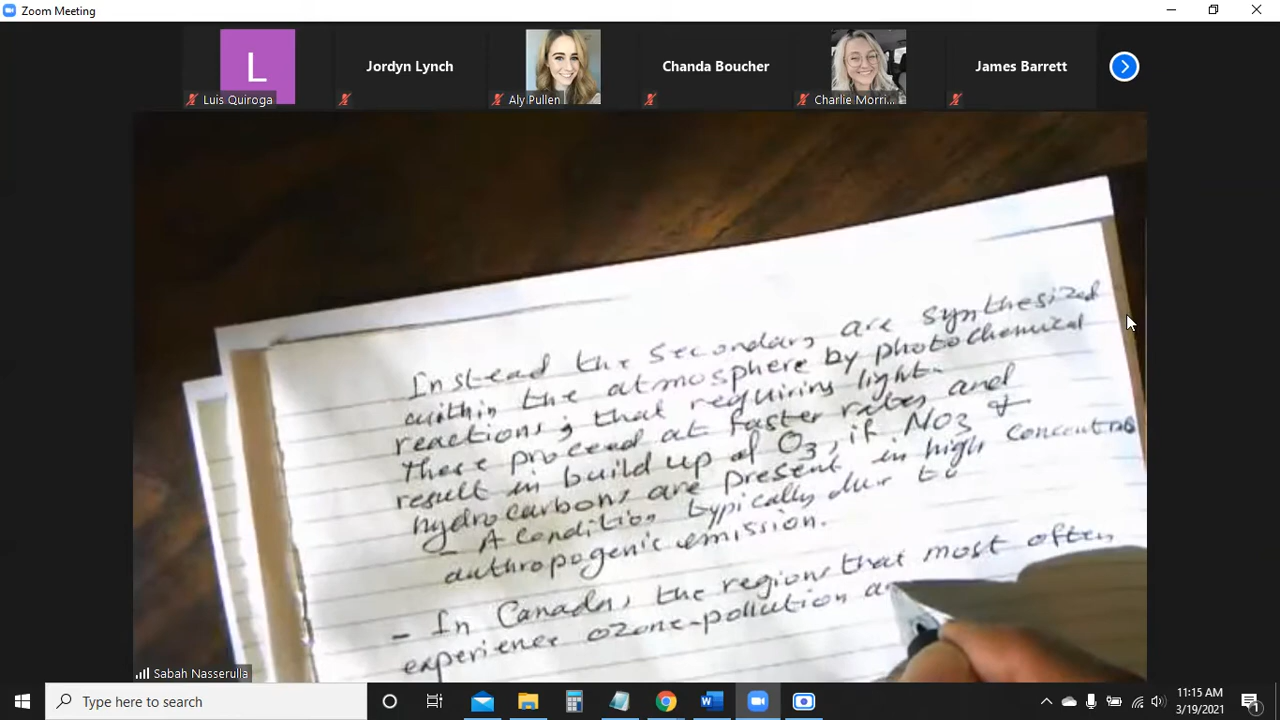 Zoom Meeting
L
Luis Quiroga
Jordyn Lynch
Aly Pullen
Chanda Boucher
Charlie Morri...
James Barrett
Instead the secondary are synthesized
within the atmosphere by photochemical
reactions, that requiring light.
These proceed at faster rates and
result in build up of O3, if NO3 &
hydrocarbons are present in high concentratio
- A condition typically due to
anthropogenic emission.
- In Canada, the regions that most often
experience ozone-pollution a
Sabah Nasserulla
Type here to search
11:15 AM
3/19/2021
1